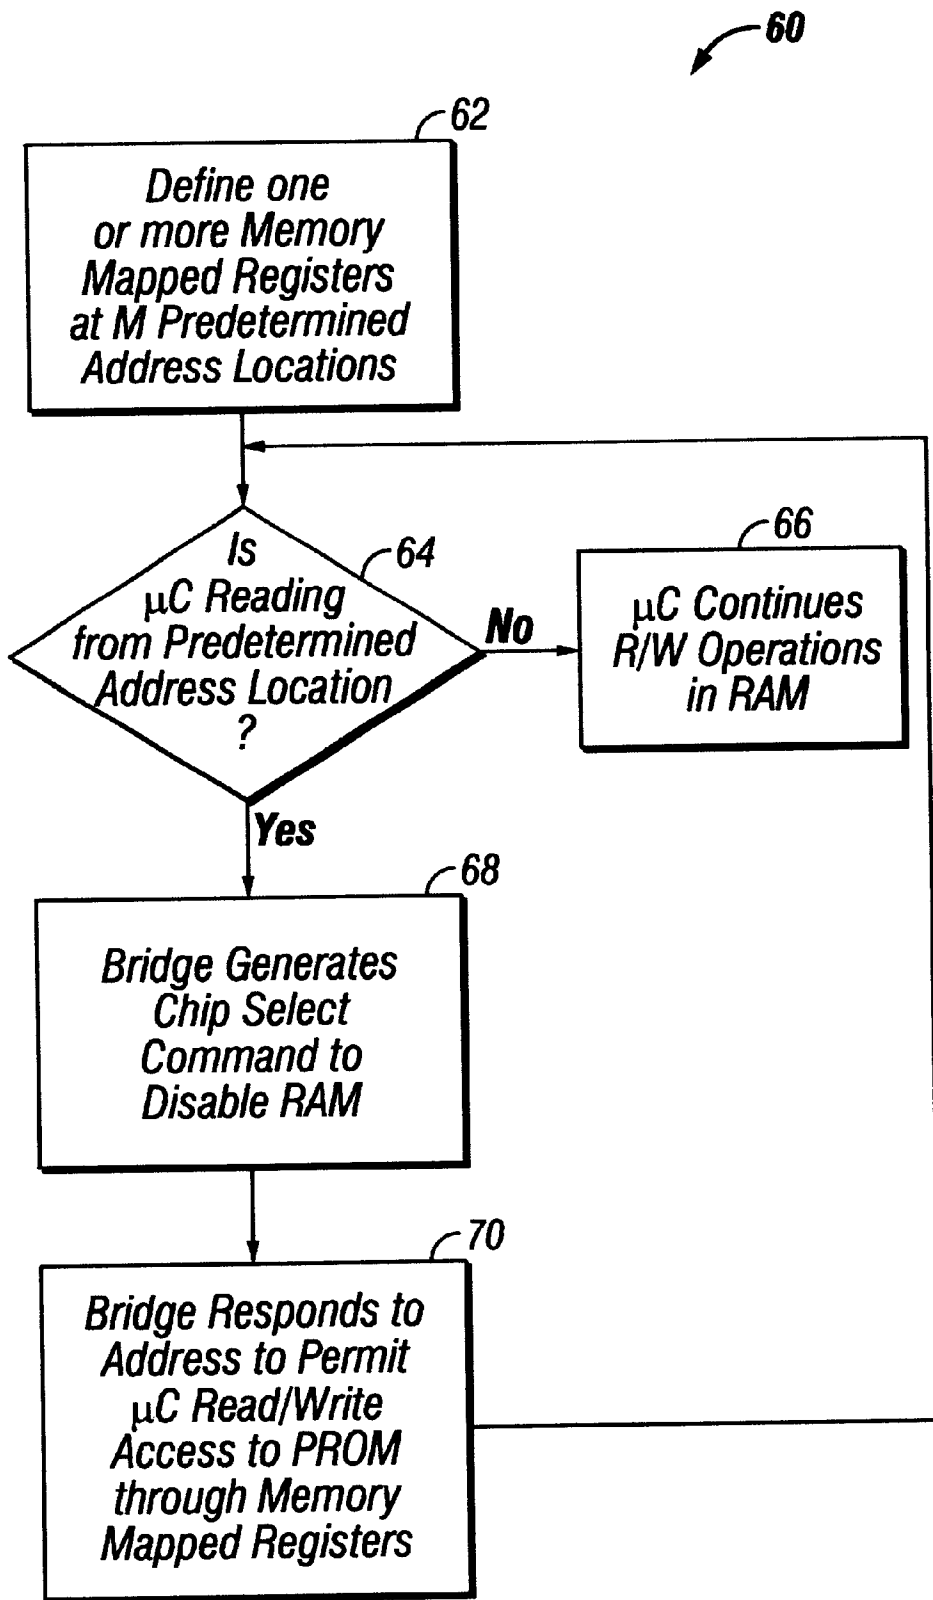 60
62
Define one
or more Memory
Mapped Registers
at M Predetermined
Address Locations
64
Is
μC Reading
from Predetermined
Address Location
?
No
66
μC Continues
R/W Operations
in RAM
Yes
68
Bridge Generates
Chip Select
Command to
Disable RAM
70
Bridge Responds to
Address to Permit
μC Read/Write
Access to PROM
through Memory
Mapped Registers